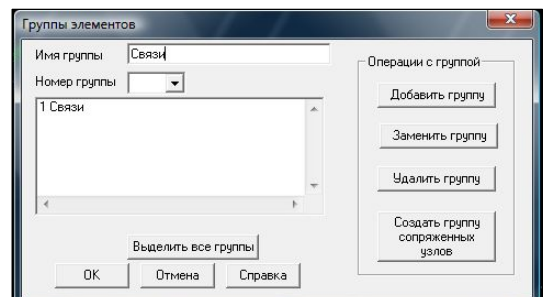 Группы элементов
Имя группы Связи
Номер группы
1 Связи
Выделить все группы
ОК Отмена Справка
Операции с группой
Добавить группу
Заменить группу
Удалить группу
Создать группу
сопряженных
узлов